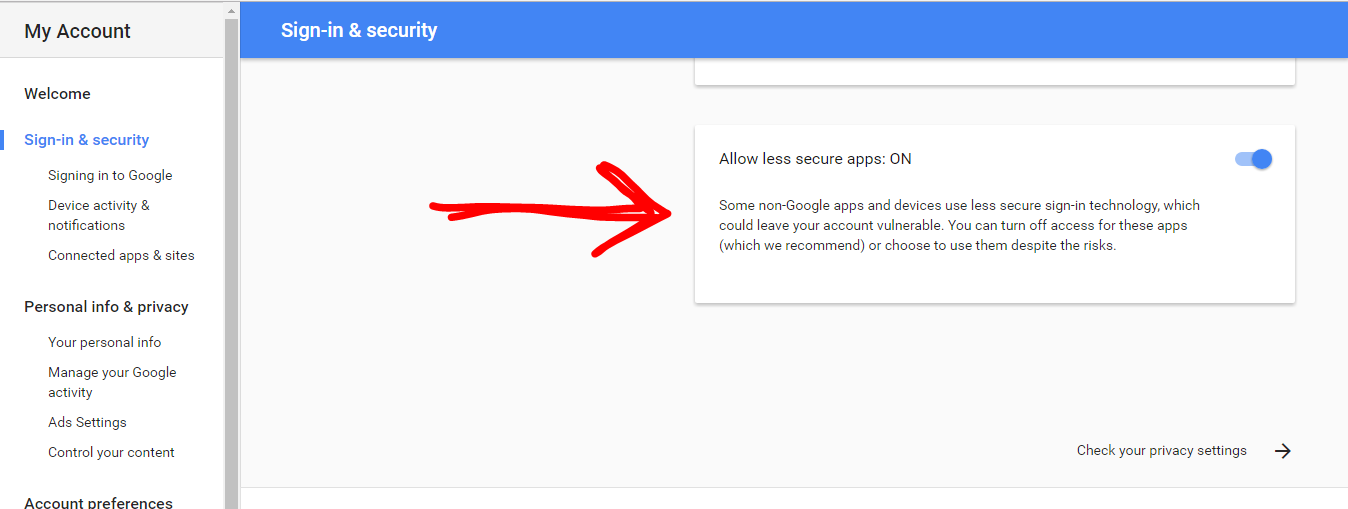 My Account
Sign-in & security
Welcome
Sign-in & security
Signing in to Google
Device activity &
notifications
Connected apps & sites
Personal info & privacy
Your personal info
Manage your Google
activity
Ads Settings
Control your content
Account preferences
Allow less secure apps: ON
Some non-Google apps and devices use less secure sign-in technology, which
could leave your account vulnerable. You can turn off access for these apps
(which we recommend) or choose to use them despite the risks.
Check your privacy settings